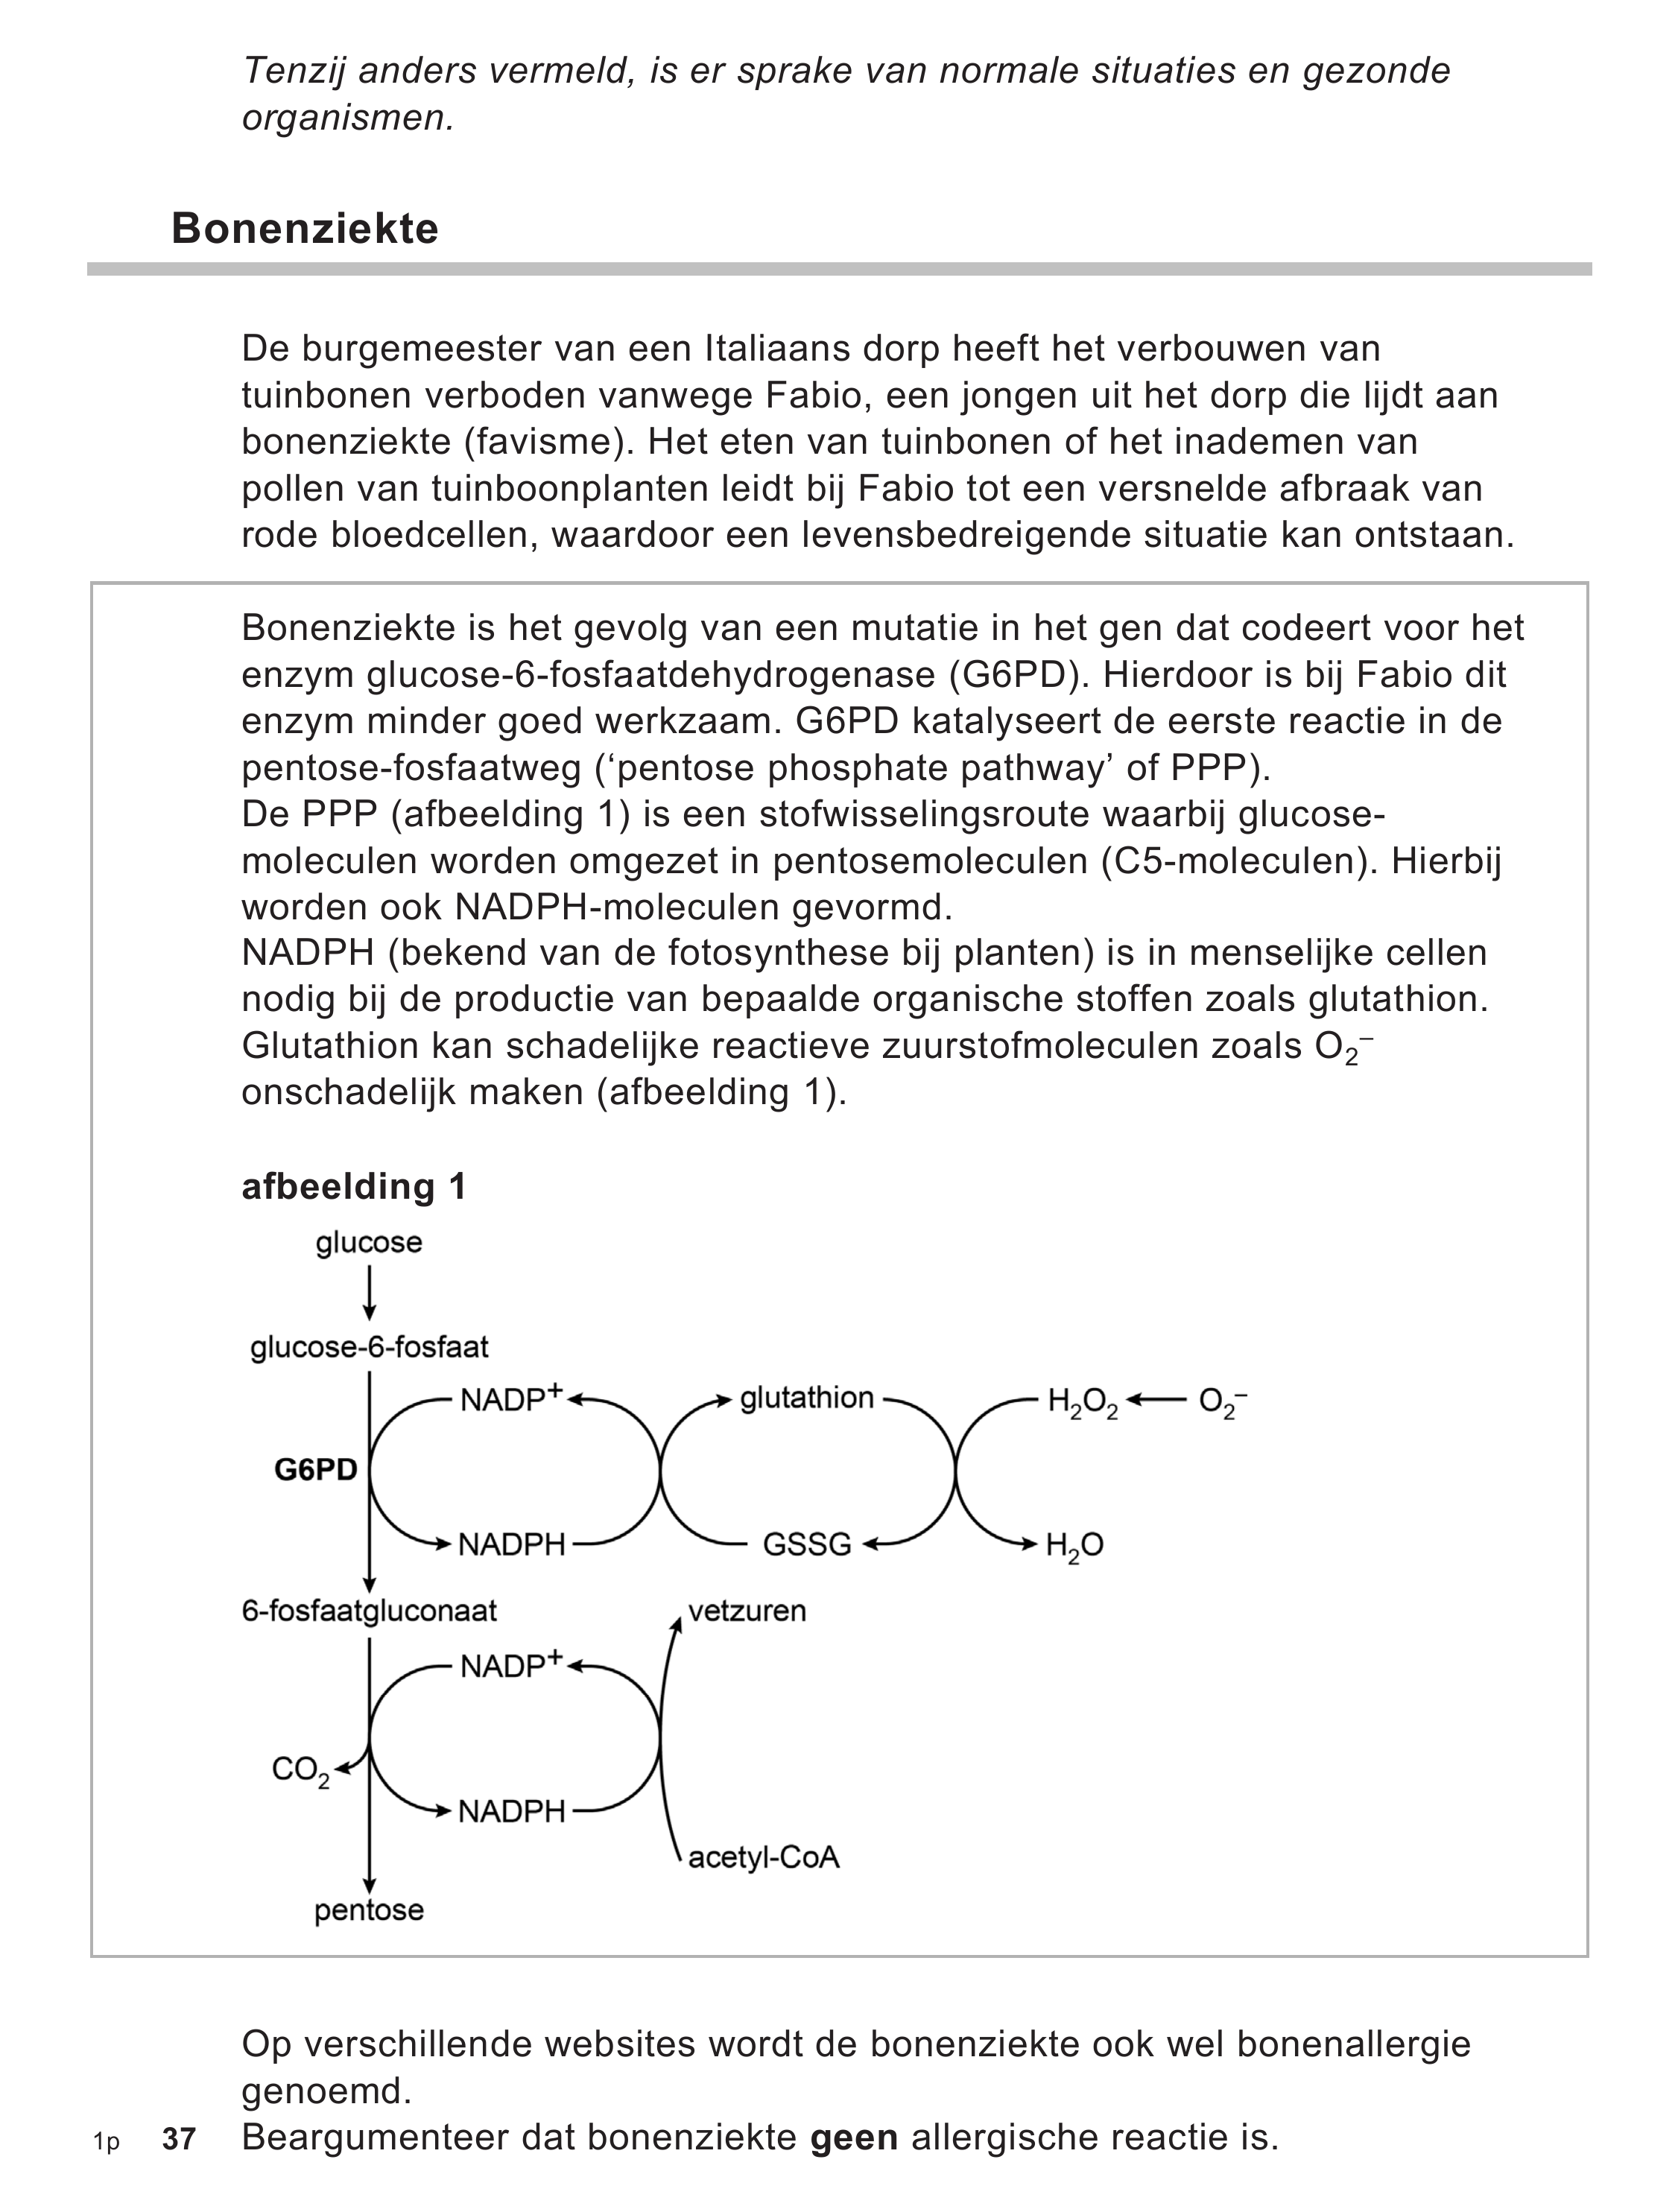 Tenzij anders vermeld, is er sprake van normale situaties en gezonde
organismen.
Bonenziekte
De burgemeester van een Italiaans dorp heeft het verbouwen van
tuinbonen verboden vanwege Fabio, een jongen uit het dorp die lijdt aan
bonenziekte (favisme). Het eten van tuinbonen of het inademen van
pollen van tuinboonplanten leidt bij Fabio tot een versnelde afbraak van
rode bloedcellen, waardoor een levensbedreigende situatie kan ontstaan.
Bonenziekte is het gevolg van een mutatie in het gen dat codeert voor het
enzym glucose-6-fosfaatdehydrogenase (G6PD). Hierdoor is bij Fabio dit
enzym minder goed werkzaam. G6PD katalyseert de eerste reactie in de
pentose-fosfaatweg (‘pentose phosphate pathway’ of PPP).
De PPP (afbeelding 1) is een stofwisselingsroute waarbij glucose-
moleculen worden omgezet in pentosemoleculen (C5-moleculen). Hierbij
worden ook NADPH-moleculen gevormd.
NADPH (bekend van de fotosynthese bij planten) is in menselijke cellen
nodig bij de productie van bepaalde organische stoffen zoals glutathion.
Glutathion kan schadelijke reactieve zuurstofmoleculen zoals O₂⁻
onschadelijk maken (afbeelding 1).
afbeelding 1
glucose
glucose-6-fosfaat
NADP⁺ glutathion H₂O₂ O₂⁻
G6PD
NADPH GSSG H₂O
6-fosfaatgluconaat vetzuren
NADP⁺
CO₂
NADPH
acetyl-CoA
pentose
Op verschillende websites wordt de bonenziekte ook wel bonenallergie
genoemd.
1p 37 Beargumenteer dat bonenziekte geen allergische reactie is.